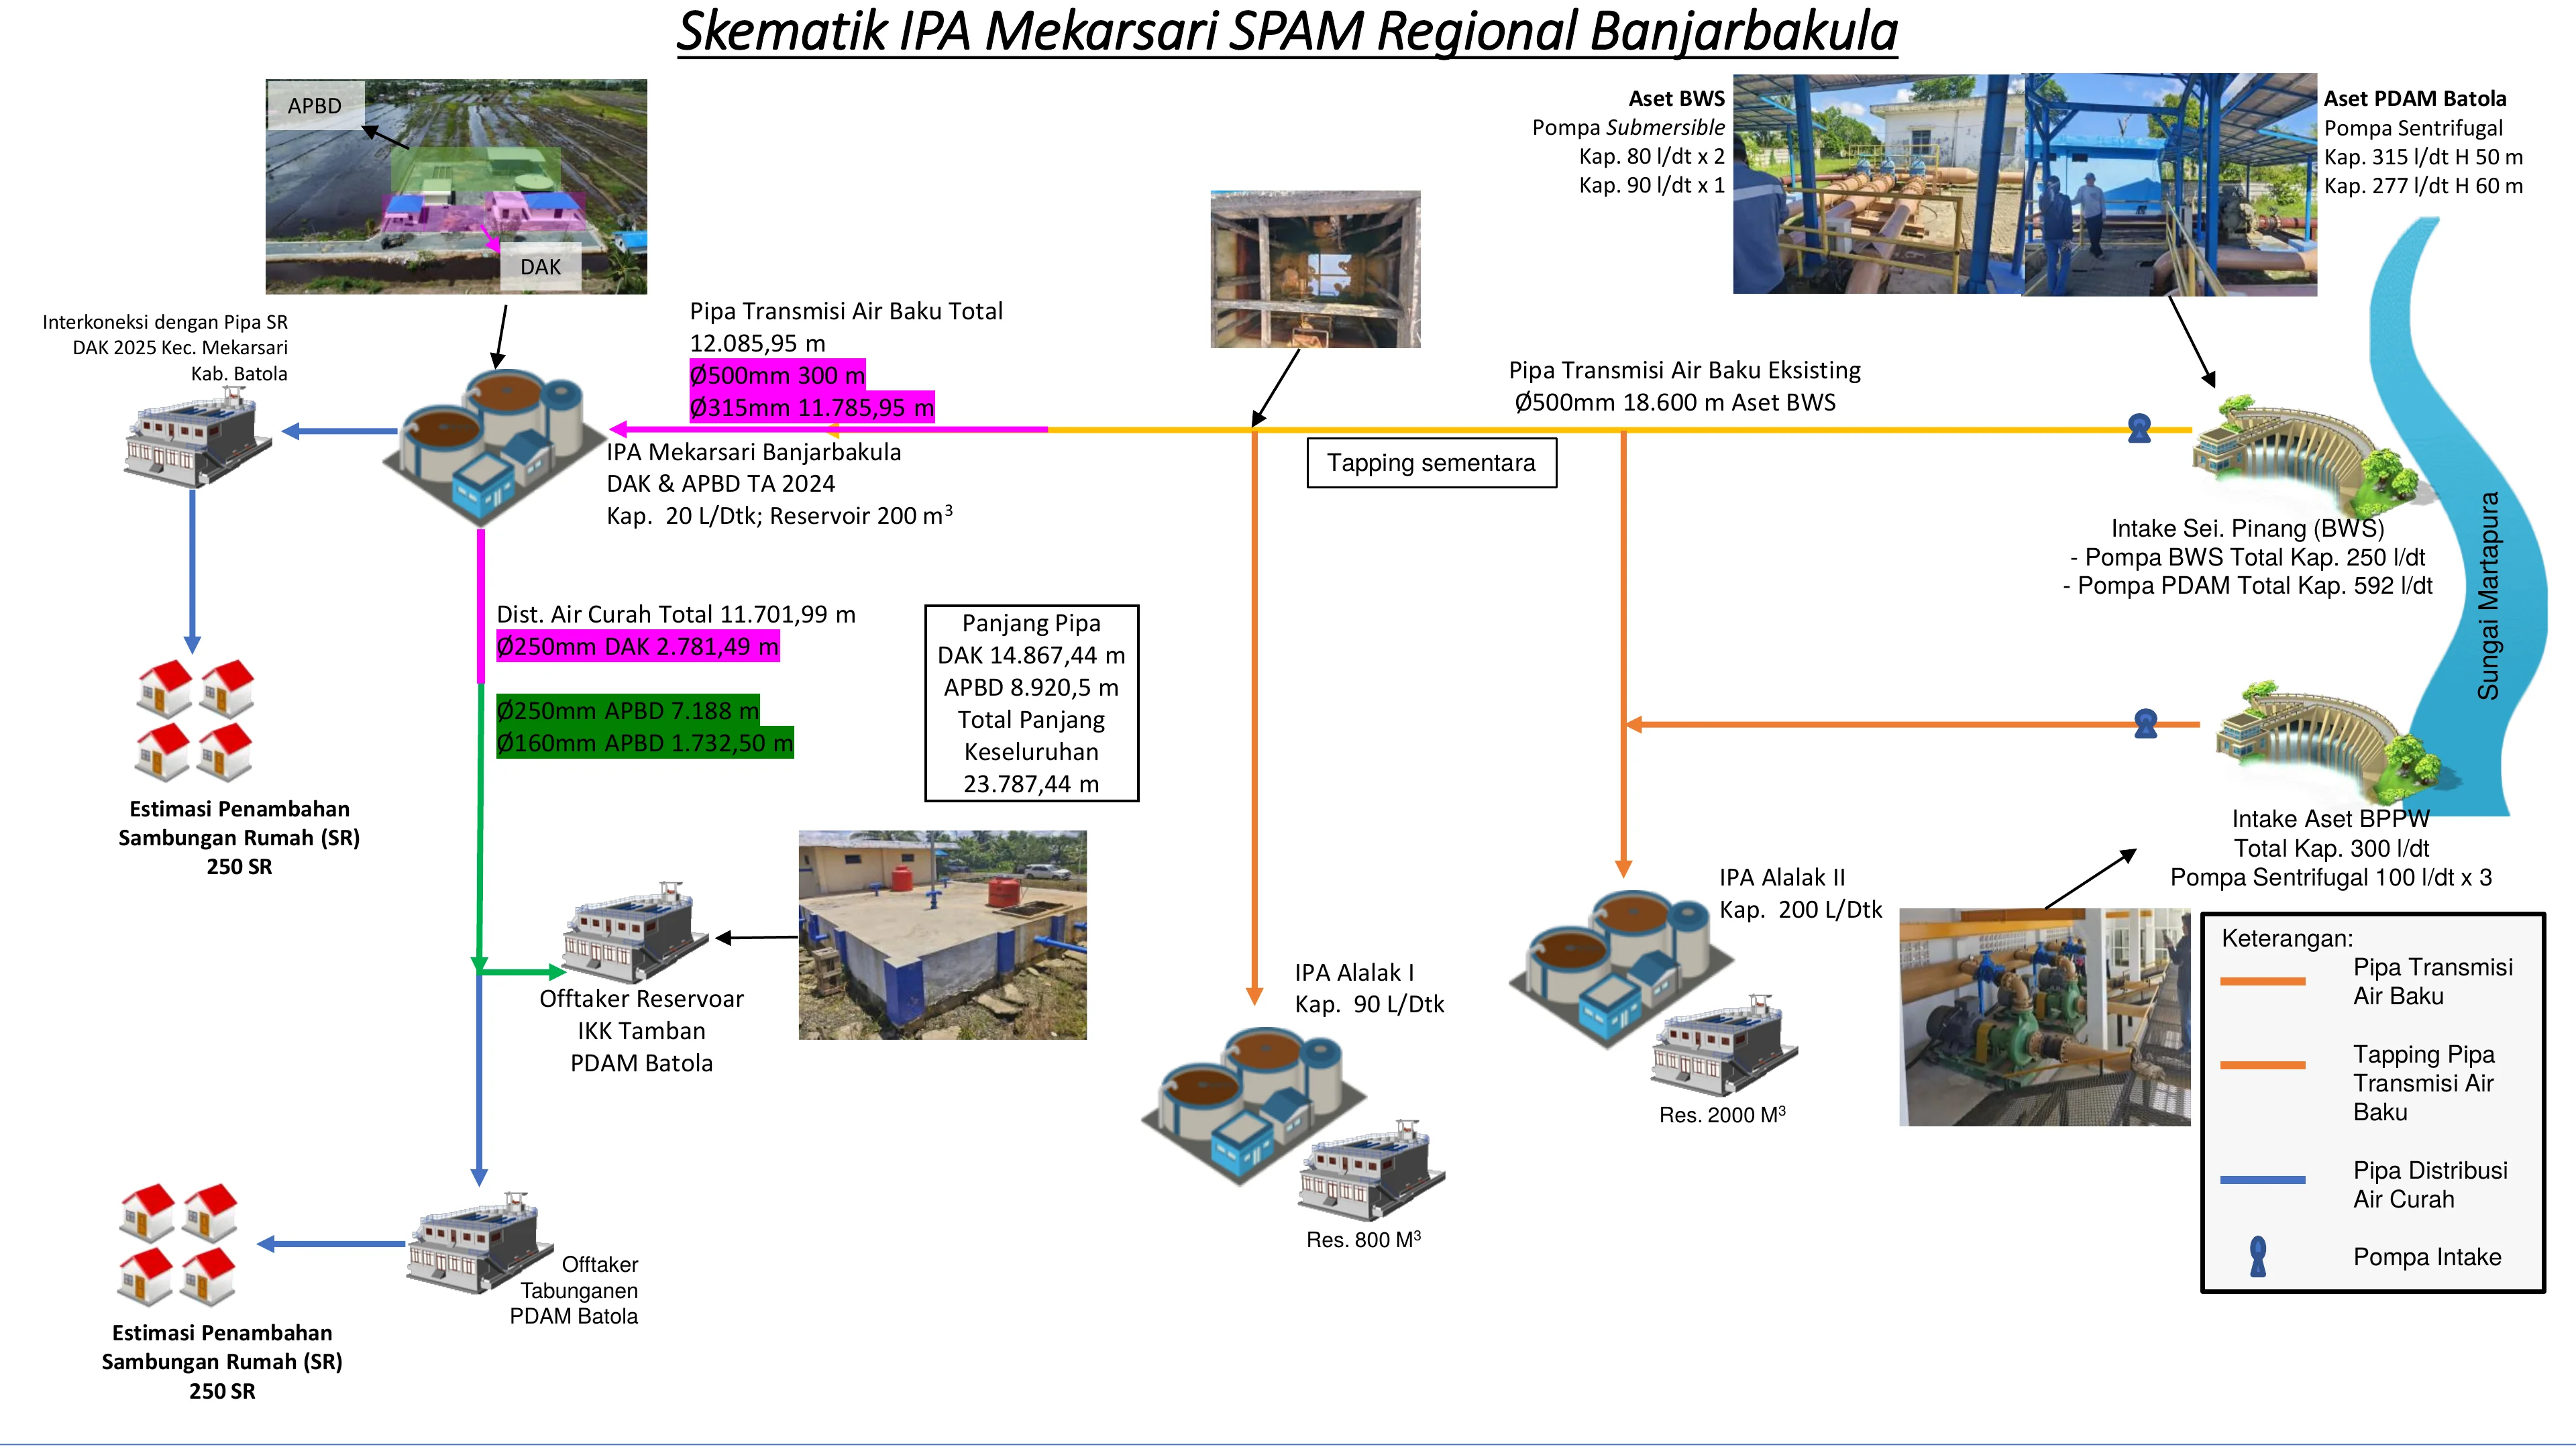 Skematik IPA Mekarsari SPAM Regional Banjarbakula
APBD
DAK
Aset BWS
Pompa Submersible
Kap. 80 l/dt x 2
Kap. 90 l/dt x 1
Aset PDAM Batola
Pompa Sentrifugal
Kap. 315 l/dt H 50 m
Kap. 277 l/dt H 60 m
Interkoneksi dengan Pipa SR
DAK 2025 Kec. Mekarsari
Kab. Batola
Pipa Transmisi Air Baku Total
12.085,95 m
Ø500mm 300 m
Ø315mm 11.785,95 m
Pipa Transmisi Air Baku Eksisting
Ø500mm 18.600 m Aset BWS
Tapping sementara
IPA Mekarsari Banjarbakula
DAK & APBD TA 2024
Kap.  20 L/Dtk; Reservoir 200 m³
Intake Sei. Pinang (BWS)
- Pompa BWS Total Kap. 250 l/dt
- Pompa PDAM Total Kap. 592 l/dt
Sungai Martapura
Dist. Air Curah Total 11.701,99 m
Ø250mm DAK 2.781,49 m
Ø250mm APBD 7.188 m
Ø160mm APBD 1.732,50 m
Panjang Pipa
DAK 14.867,44 m
APBD 8.920,5 m
Total Panjang
Keseluruhan
23.787,44 m
Estimasi Penambahan
Sambungan Rumah (SR)
250 SR
Intake Aset BPPW
Total Kap. 300 l/dt
Pompa Sentrifugal 100 l/dt x 3
IPA Alalak II
Kap.  200 L/Dtk
Res. 2000 M³
IPA Alalak I
Kap.  90 L/Dtk
Res. 800 M³
Offtaker Reservoar
IKK Tamban
PDAM Batola
Offtaker
Tabunganen
PDAM Batola
Estimasi Penambahan
Sambungan Rumah (SR)
250 SR
Keterangan:
Pipa Transmisi
Air Baku
Tapping Pipa
Transmisi Air
Baku
Pipa Distribusi
Air Curah
Pompa Intake